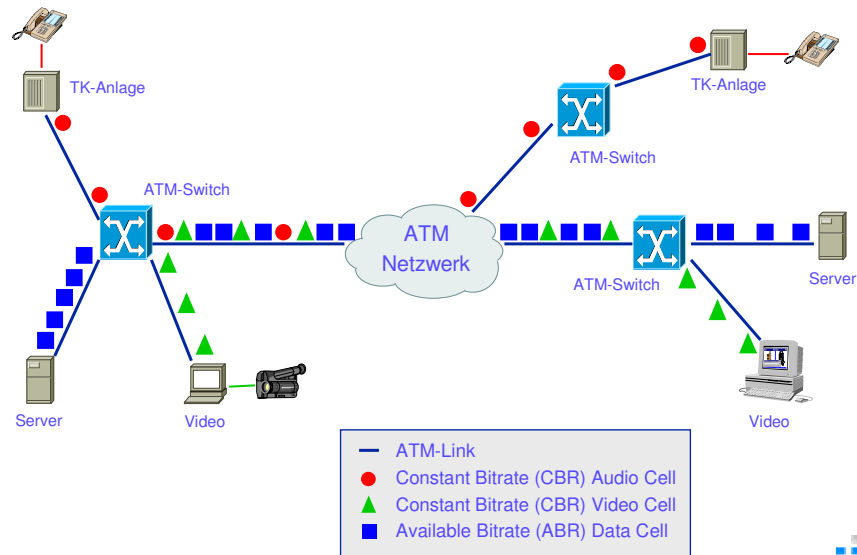 TK-Anlage
TK-Anlage
ATM-Switch
ATM-Switch
ATM
Netzwerk
ATM-Switch
Server
Server
Video
Video
ATM-Link
Constant Bitrate (CBR) Audio Cell
Constant Bitrate (CBR) Video Cell
Available Bitrate (ABR) Data Cell